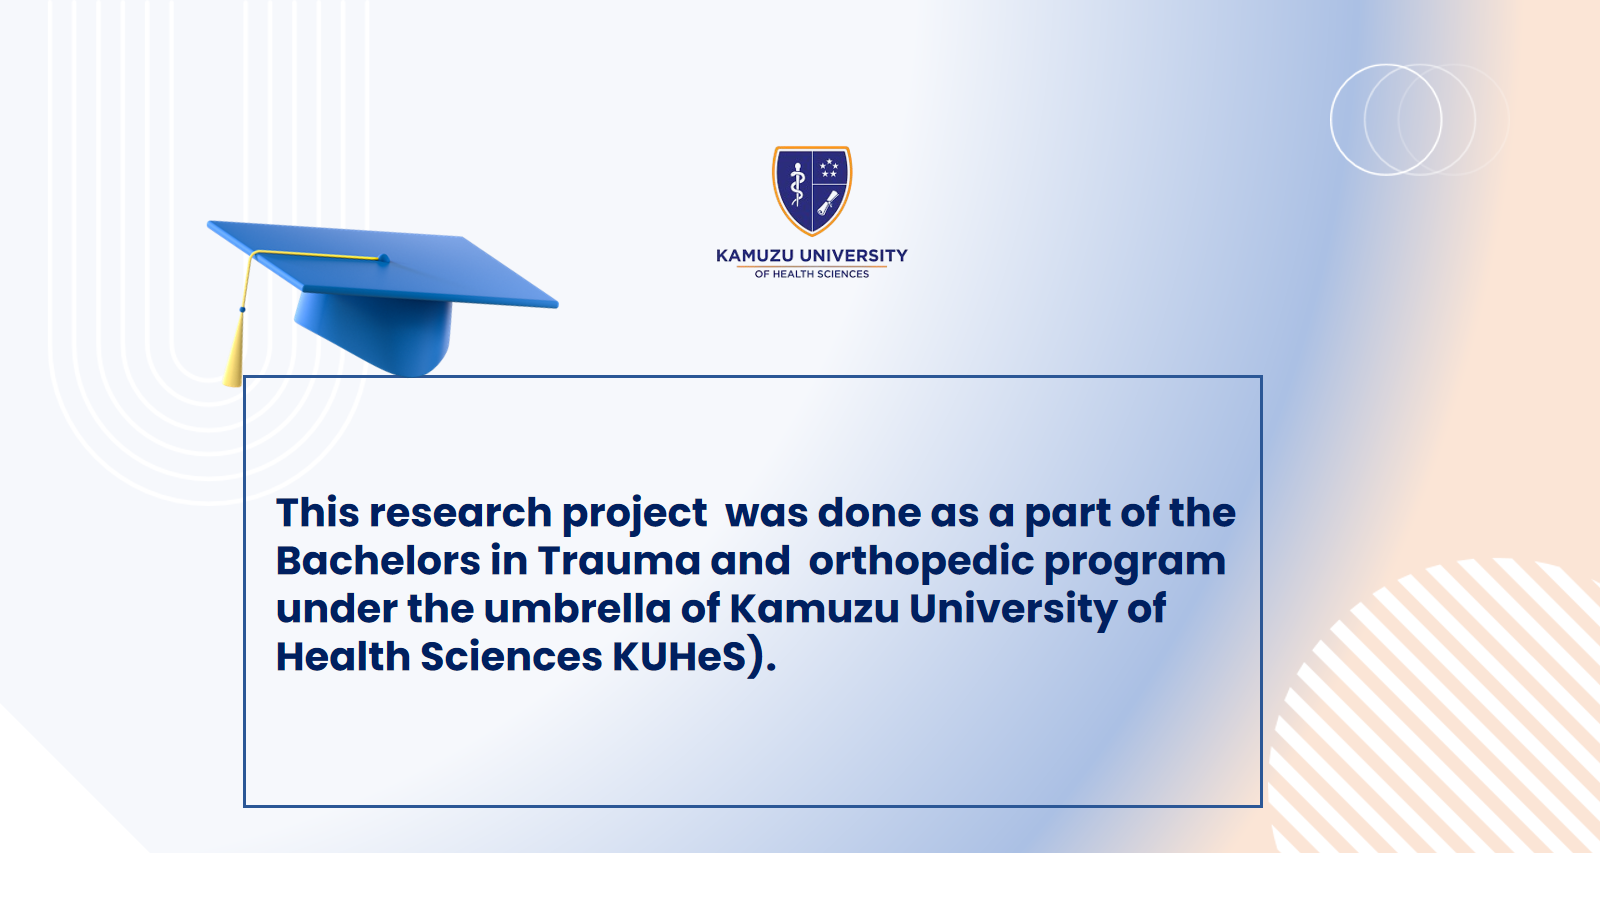 KAMUZU UNIVERSITY
OF HEALTH SCIENCES
This research project  was done as a part of the
Bachelors in Trauma and  orthopedic program
under the umbrella of Kamuzu University of
Health Sciences KUHeS).